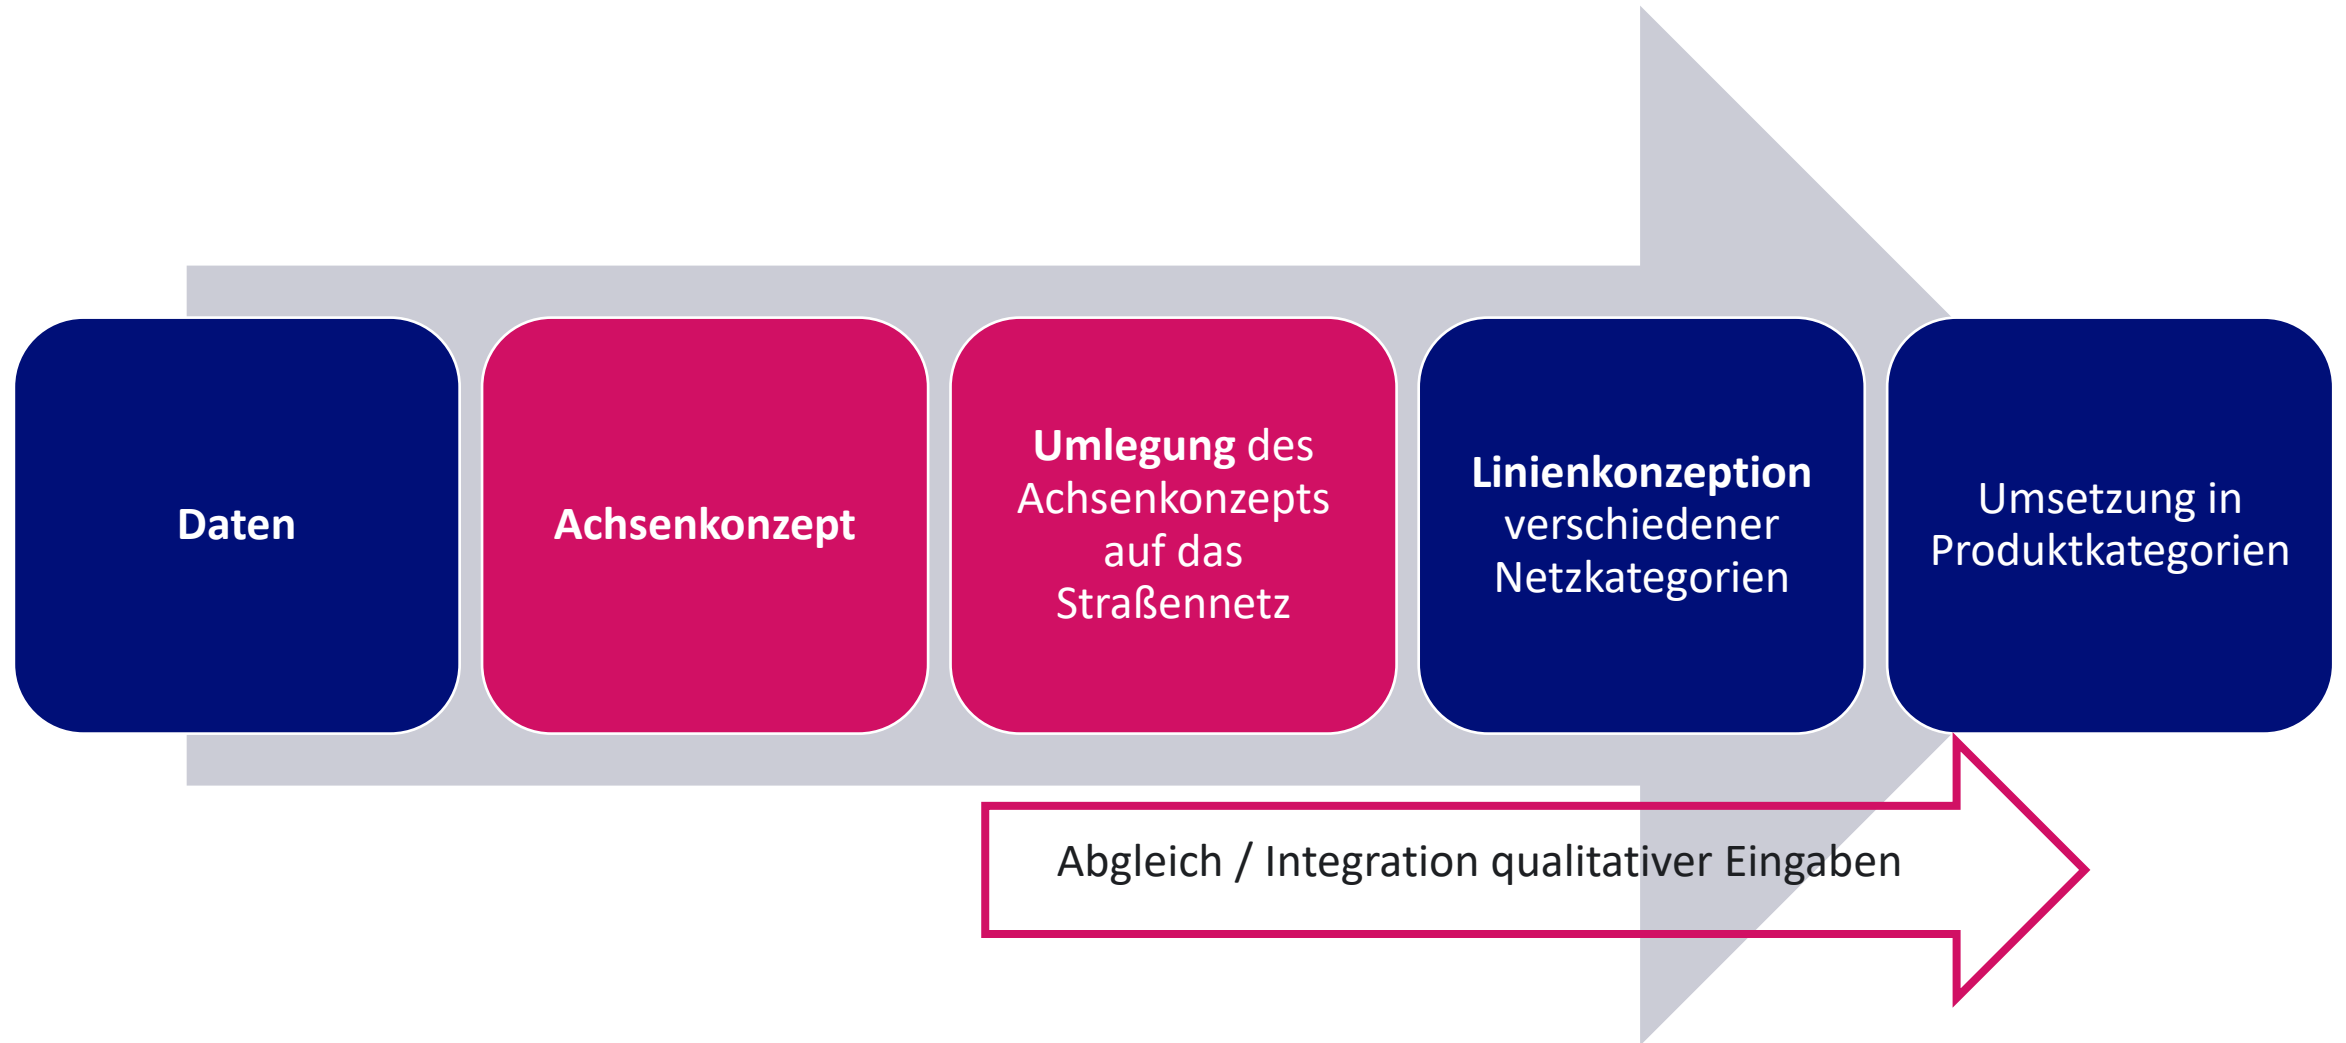 Daten
Achsenkonzept
Umlegung des
Achsenkonzepts
auf das
Straßennetz
Linienkonzeption
verschiedener
Netzkategorien
Umsetzung in
Produktkategorien
Abgleich / Integration qualitativer Eingaben